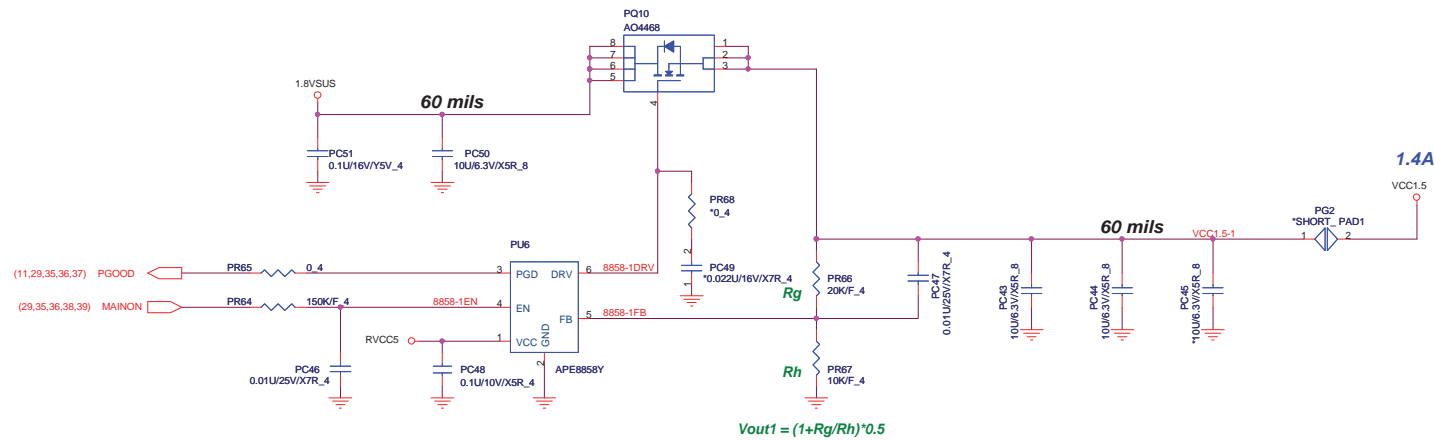 PQ10
AO4468
8
7
6
5
1
2
3
4
1.8VSUS
60 mils
PC51
0.1U/16V/Y5V_4
PC50
10U/6.3V/X5R_8
1.4A
VCC1.5
PR68
*0_4
PG2
*SHORT_ PAD1
60 mils
VCC1.5-1
1
2
PU6
(11,29,35,36,37) PGOOD
PR65
0_4
3
PGD
DRV
6
8858-1DRV
2
PC49
*0.022U/16V/X7R_4
1
PR66
20K/F_4
Rg
PC47
0.01U/25V/X7R_4
PC43
10U/6.3V/X5R_8
PC44
10U/6.3V/X5R_8
PC45
*10U/6.3V/X5R_8
(29,35,36,38,39) MAINON
PR64
150K/F_4
8858-1EN
4
EN
FB
5
8858-1FB
RVCC5
1
VCC
GND
2
APE8858Y
PC46
0.01U/25V/X7R_4
PC48
0.1U/10V/X5R_4
Rh
PR67
10K/F_4
Vout1 = (1+Rg/Rh)*0.5